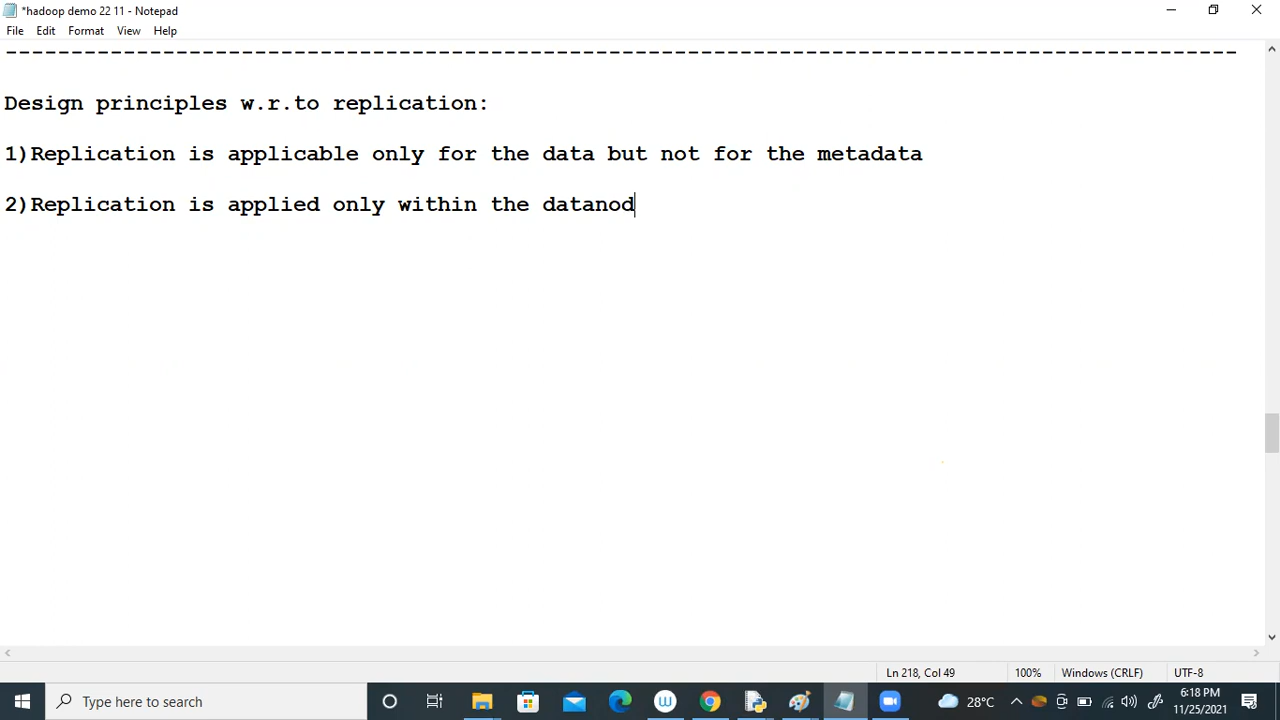 *hadoop demo 22 11 - Notepad
File Edit Format View Help
Design principles w.r.to replication:
1)Replication is applicable only for the data but not for the metadata
2)Replication is applied only within the datanod
Ln 218, Col 49 100% Windows (CRLF) UTF-8
Type here to search
28°C
6:18 PM
11/25/2021